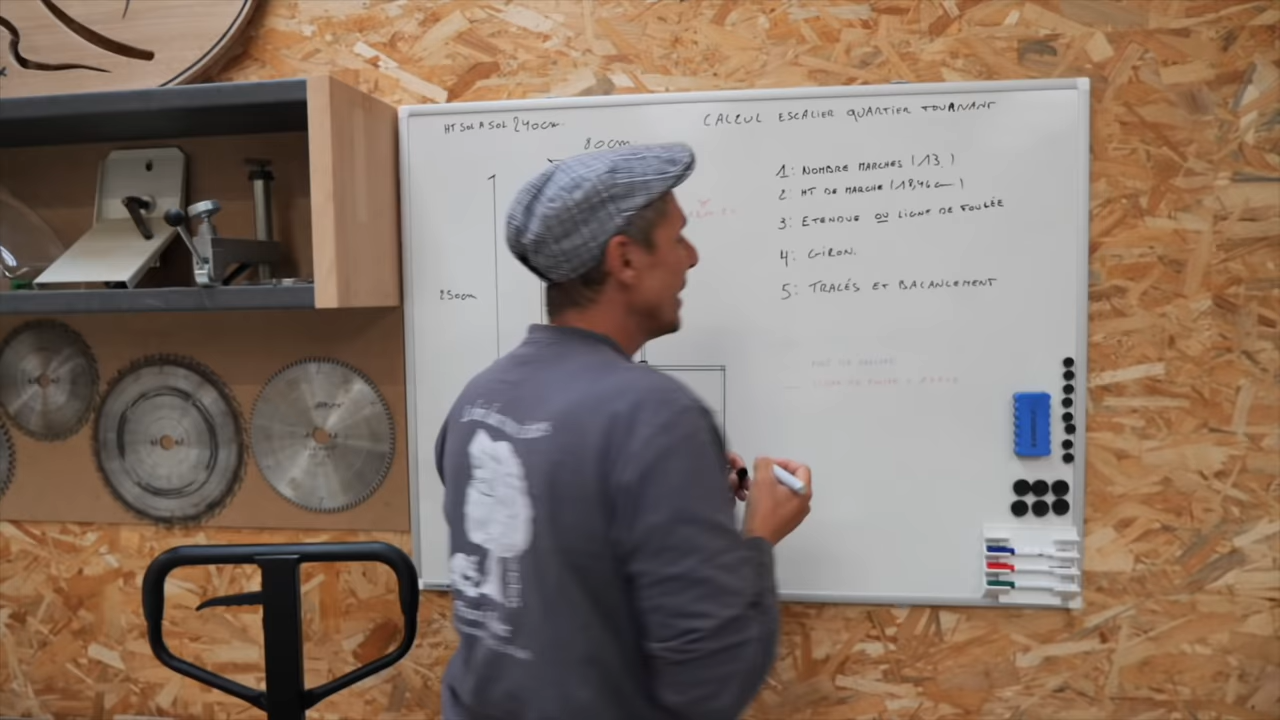 HT SOL A SOL 240cm
80cm
250cm
CALCUL ESCALIER QUARTIER TOURNANT
1: NOMBRE MARCHES (13.)
2: HT DE MARCHE (18,46cm)
3: ETENDUE OU LIGNE DE FOULÉE
4: GIRON.
5: TRACÉS ET BALANCEMENT